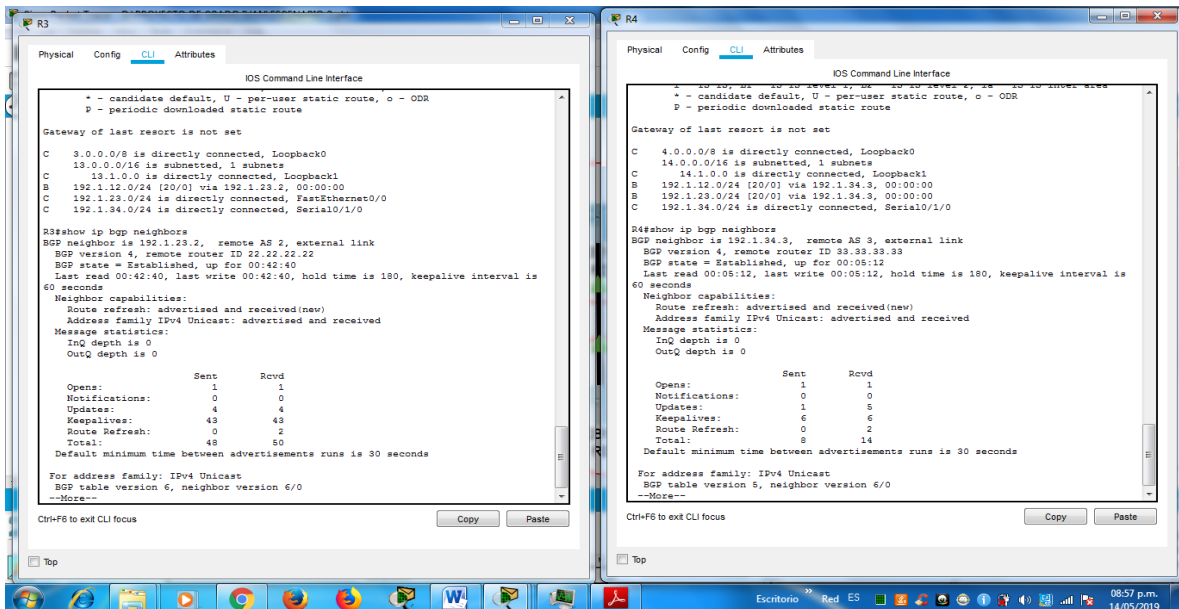 R3
Physical Config CLI Attributes
IOS Command Line Interface
* - candidate default, U - per-user static route, o - ODR
P - periodic downloaded static route
Gateway of last resort is not set
C 3.0.0.0/8 is directly connected, Loopback0
13.0.0.0/16 is subnetted, 1 subnets
C 13.1.0.0 is directly connected, Loopback1
B 192.1.12.0/24 [20/0] via 192.1.23.2, 00:00:00
C 192.1.23.0/24 is directly connected, FastEthernet0/0
C 192.1.34.0/24 is directly connected, Serial0/1/0
R3#show ip bgp neighbors
BGP neighbor is 192.1.23.2, remote AS 2, external link
BGP version 4, remote router ID 22.22.22.22
BGP state = Established, up for 00:42:40
Last read 00:42:40, last write 00:42:40, hold time is 180, keepalive interval is
60 seconds
Neighbor capabilities:
Route refresh: advertised and received(new)
Address family IPv4 Unicast: advertised and received
Message statistics:
InQ depth is 0
OutQ depth is 0
Sent Rcvd
Opens: 1 1
Notifications: 0 0
Updates: 4 4
Keepalives: 43 43
Route Refresh: 0 2
Total: 48 50
Default minimum time between advertisements runs is 30 seconds
For address family: IPv4 Unicast
BGP table version 6, neighbor version 6/0
--More--
Ctrl+F6 to exit CLI focus
Copy Paste
Top
R4
Physical Config CLI Attributes
IOS Command Line Interface
* - candidate default, U - per-user static route, o - ODR
P - periodic downloaded static route
Gateway of last resort is not set
C 4.0.0.0/8 is directly connected, Loopback0
14.0.0.0/16 is subnetted, 1 subnets
C 14.1.0.0 is directly connected, Loopback1
B 192.1.12.0/24 [20/0] via 192.1.34.3, 00:00:00
B 192.1.23.0/24 [20/0] via 192.1.34.3, 00:00:00
C 192.1.34.0/24 is directly connected, Serial0/1/0
R4#show ip bgp neighbors
BGP neighbor is 192.1.34.3, remote AS 3, external link
BGP version 4, remote router ID 33.33.33.33
BGP state = Established, up for 00:05:12
Last read 00:05:12, last write 00:05:12, hold time is 180, keepalive interval is
60 seconds
Neighbor capabilities:
Route refresh: advertised and received(new)
Address family IPv4 Unicast: advertised and received
Message statistics:
InQ depth is 0
OutQ depth is 0
Sent Rcvd
Opens: 1 1
Notifications: 0 0
Updates: 1 5
Keepalives: 6 6
Route Refresh: 0 2
Total: 8 14
Default minimum time between advertisements runs is 30 seconds
For address family: IPv4 Unicast
BGP table version 5, neighbor version 6/0
--More--
Ctrl+F6 to exit CLI focus
Copy Paste
Top
Escritorio » Red ES 08:57 p.m.
14/05/2019